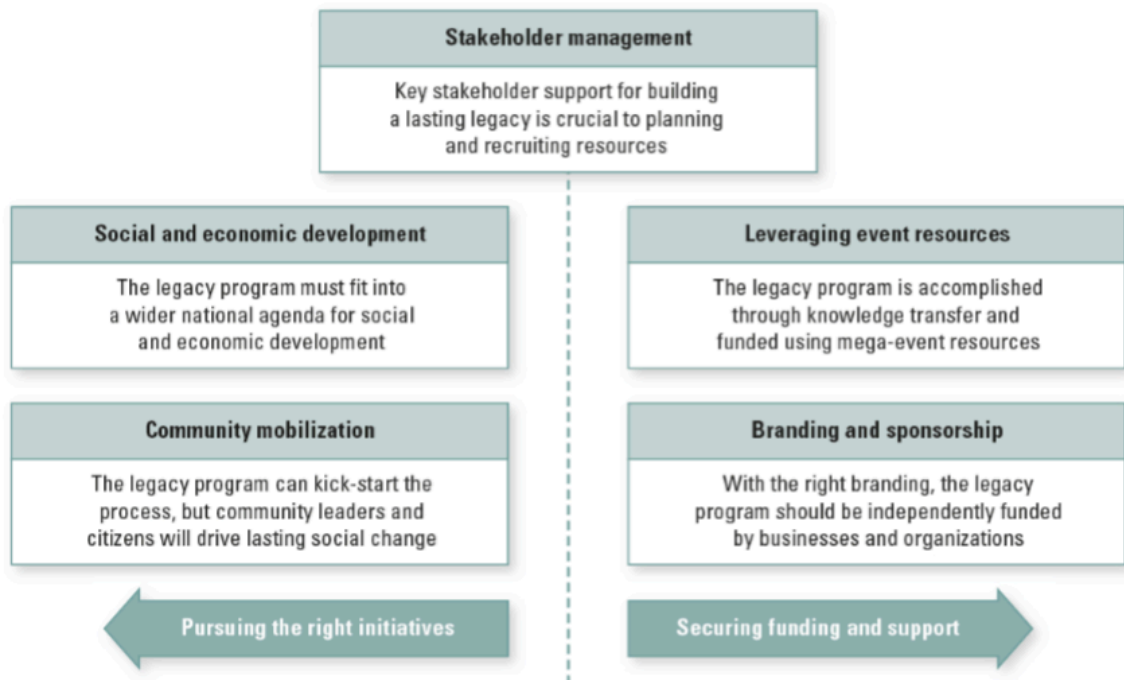 Stakeholder management
Key stakeholder support for building
a lasting legacy is crucial to planning
and recruiting resources
Social and economic development
The legacy program must fit into
a wider national agenda for social
and economic development
Leveraging event resources
The legacy program is accomplished
through knowledge transfer and
funded using mega-event resources
Community mobilization
The legacy program can kick-start the
process, but community leaders and
citizens will drive lasting social change
Branding and sponsorship
With the right branding, the legacy
program should be independently funded
by businesses and organizations
Pursuing the right initiatives
Securing funding and support